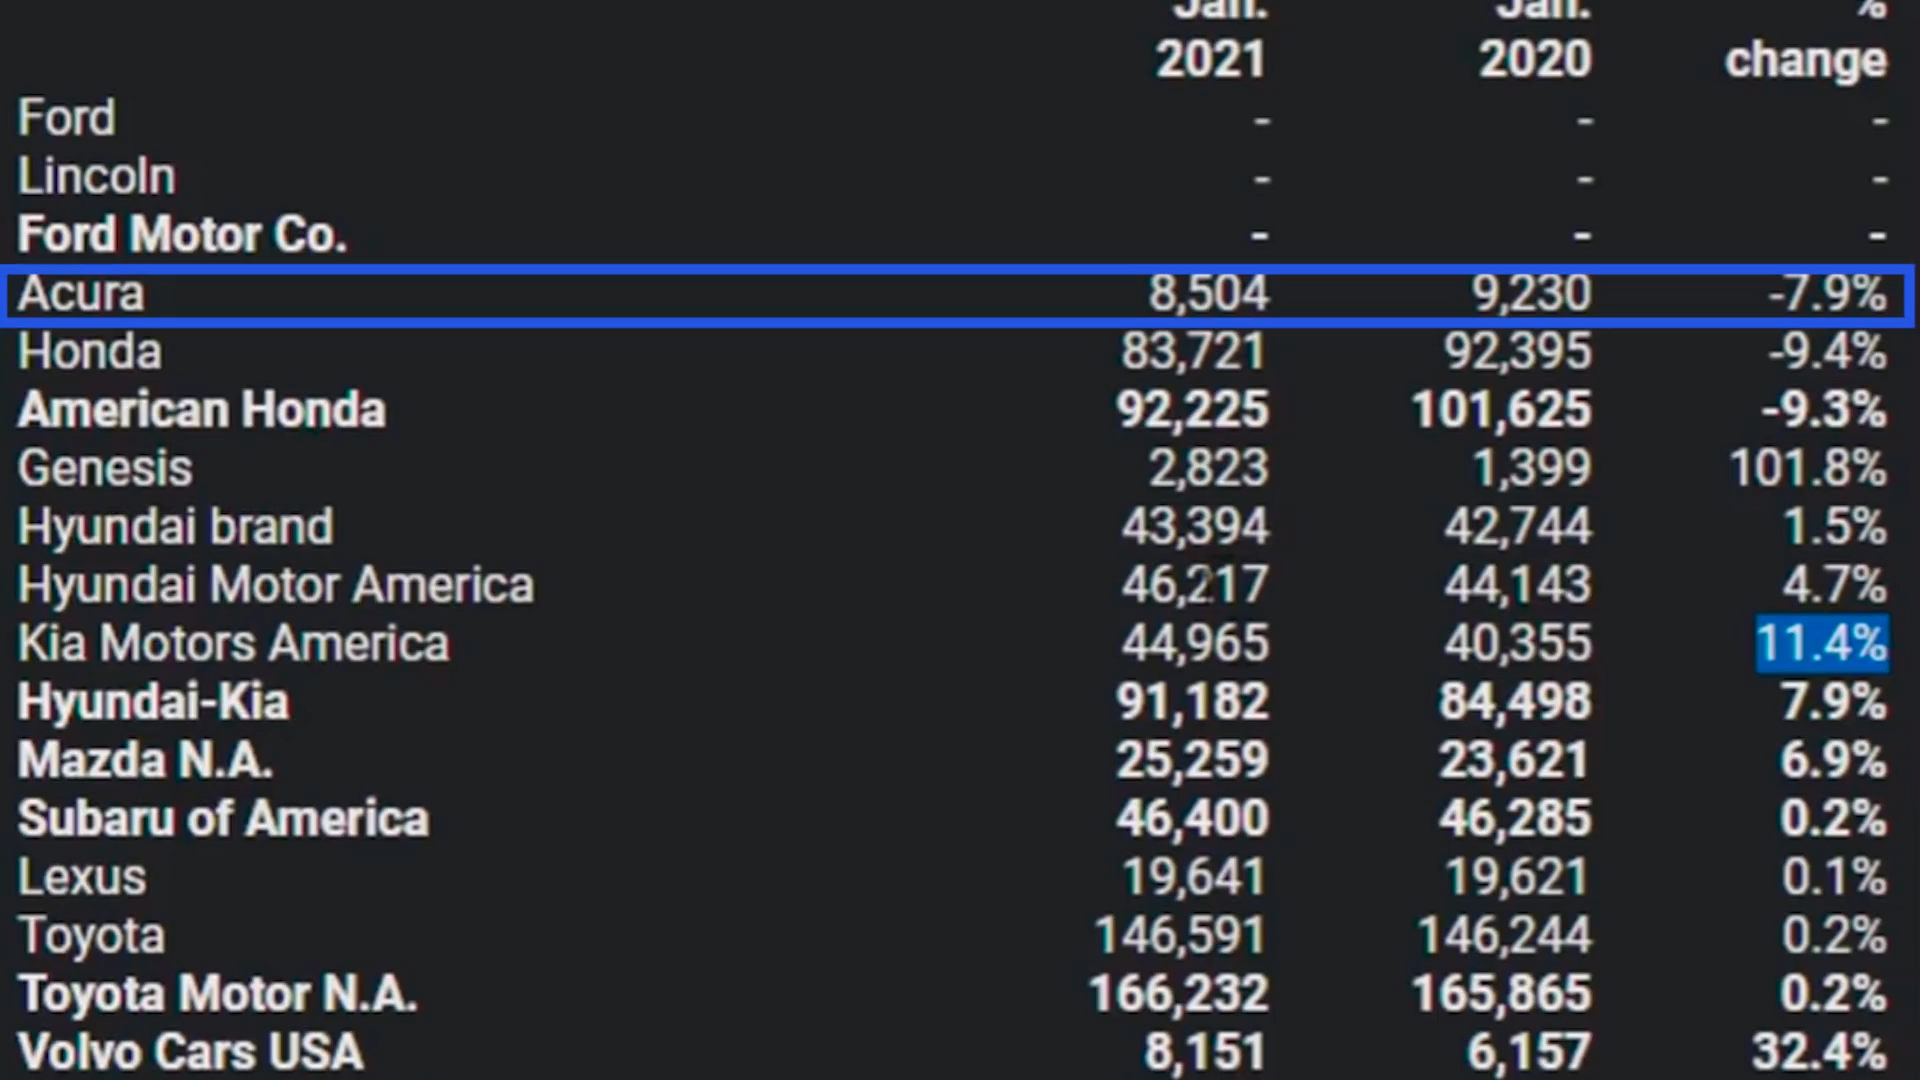 Jan. Jan. %
2021 2020 change
Ford - - -
Lincoln - - -
Ford Motor Co. - - -
Acura 8,504 9,230 -7.9%
Honda 83,721 92,395 -9.4%
American Honda 92,225 101,625 -9.3%
Genesis 2,823 1,399 101.8%
Hyundai brand 43,394 42,744 1.5%
Hyundai Motor America 46,217 44,143 4.7%
Kia Motors America 44,965 40,355 11.4%
Hyundai-Kia 91,182 84,498 7.9%
Mazda N.A. 25,259 23,621 6.9%
Subaru of America 46,400 46,285 0.2%
Lexus 19,641 19,621 0.1%
Toyota 146,591 146,244 0.2%
Toyota Motor N.A. 166,232 165,865 0.2%
Volvo Cars USA 8,151 6,157 32.4%